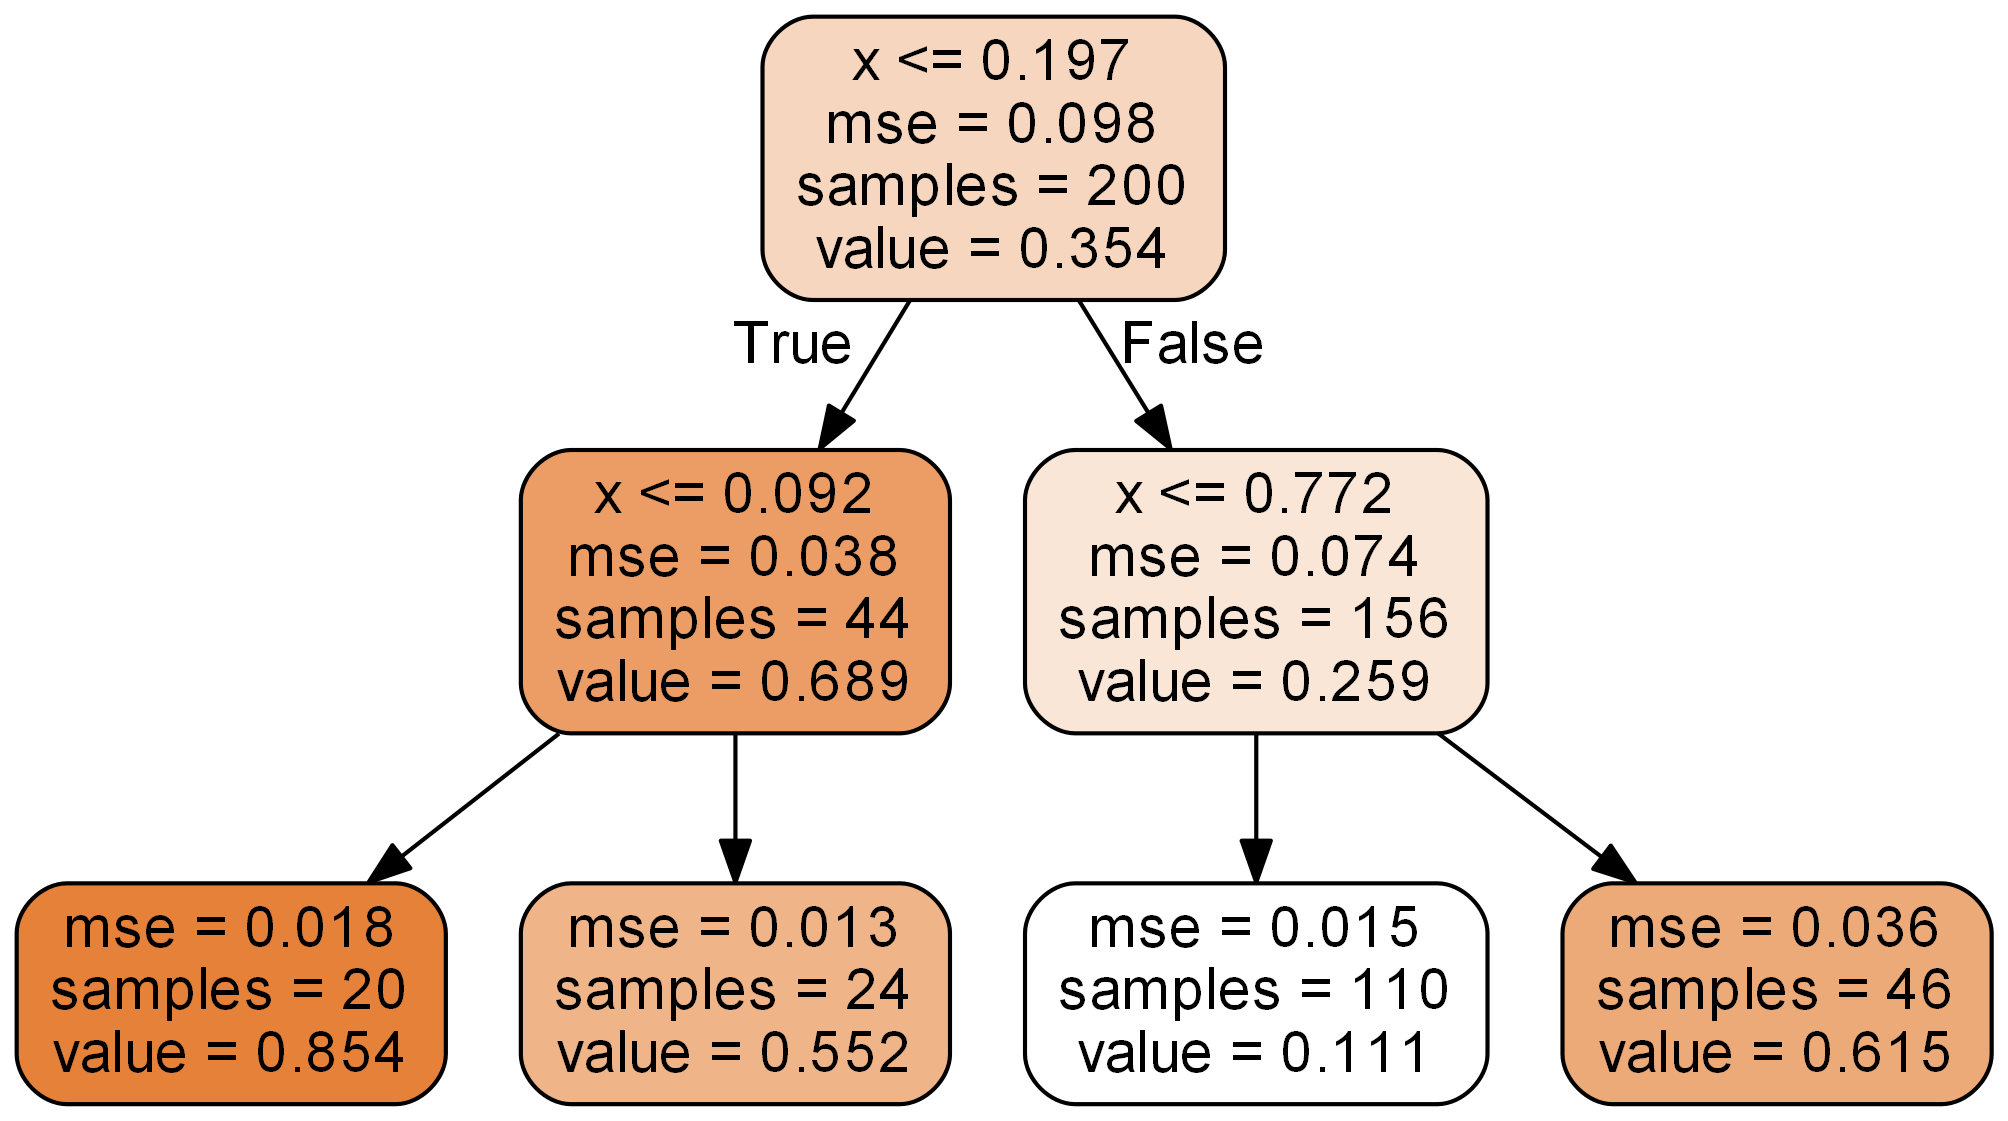 x <= 0.197
mse = 0.098
samples = 200
value = 0.354
True
False
x <= 0.092
mse = 0.038
samples = 44
value = 0.689
x <= 0.772
mse = 0.074
samples = 156
value = 0.259
mse = 0.018
samples = 20
value = 0.854
mse = 0.013
samples = 24
value = 0.552
mse = 0.015
samples = 110
value = 0.111
mse = 0.036
samples = 46
value = 0.615